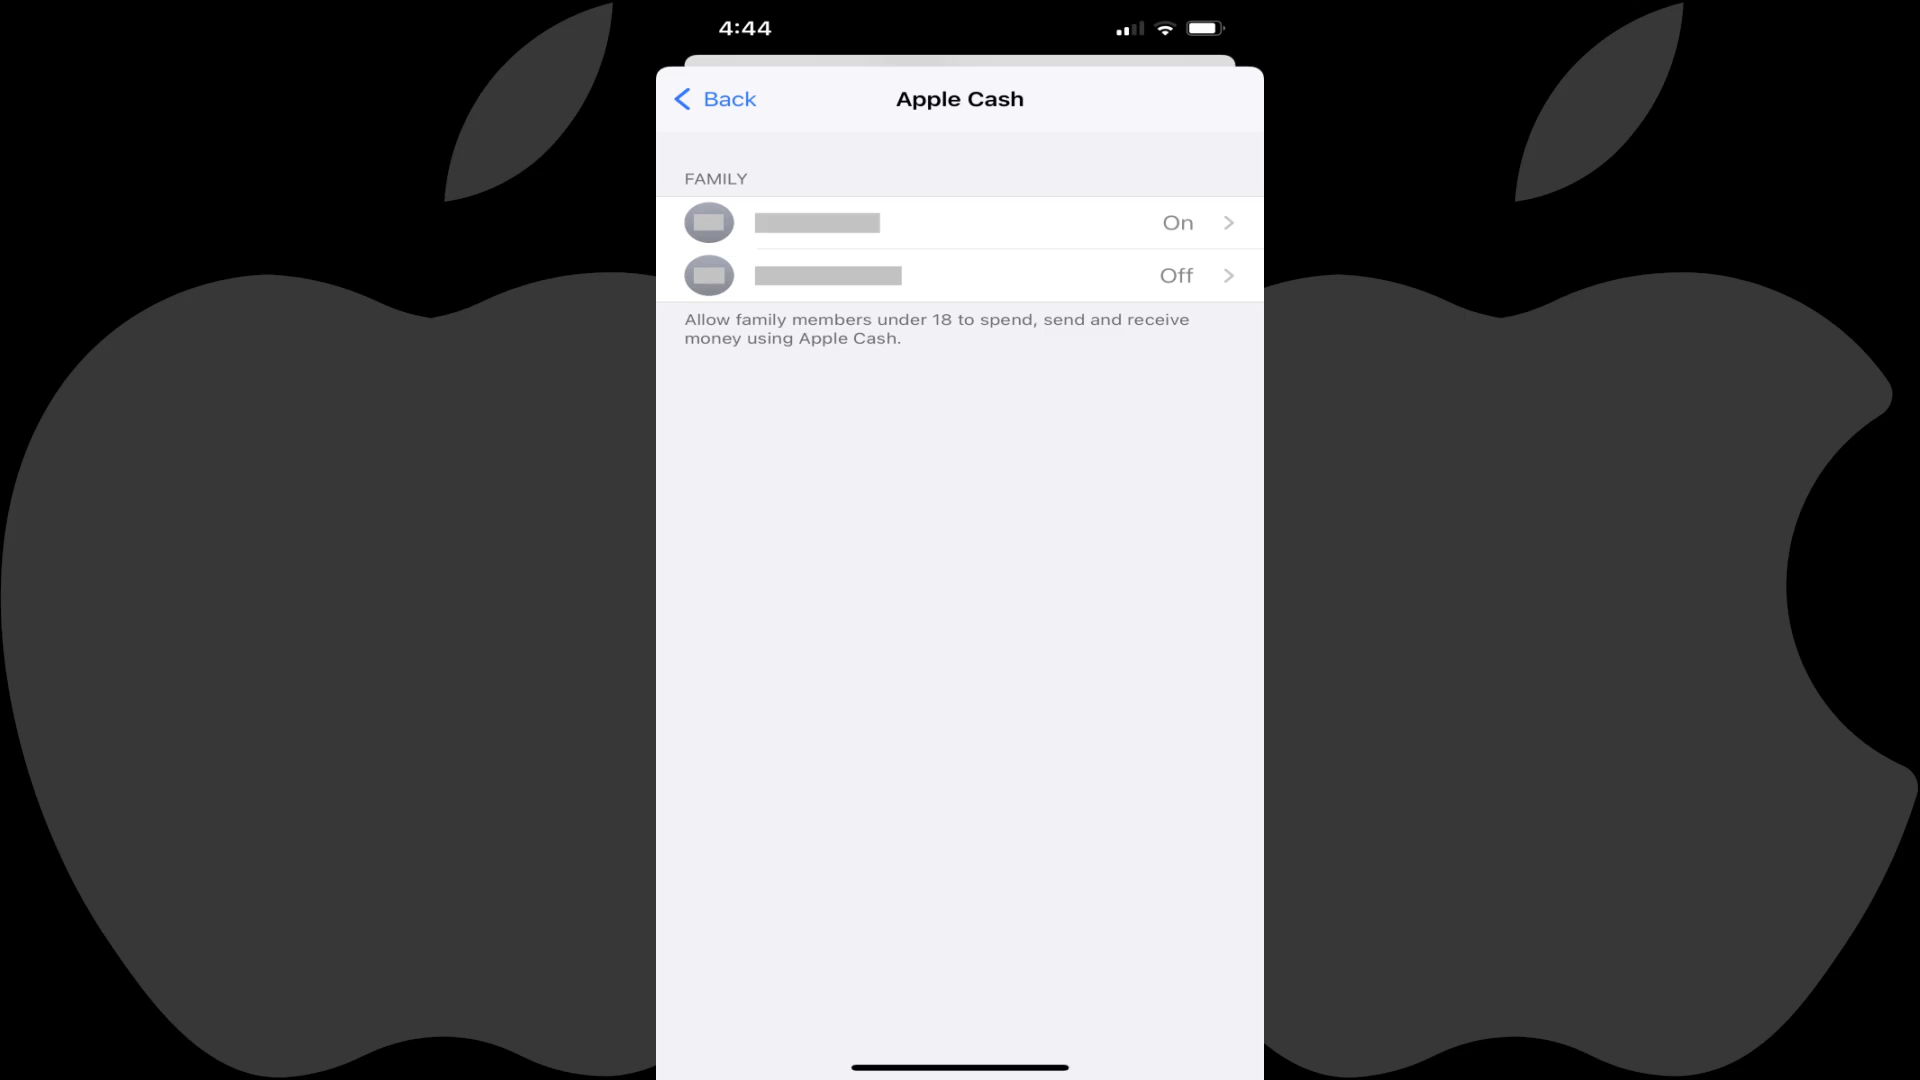 4:44
Back
Apple Cash
FAMILY
On
Off
Allow family members under 18 to spend, send and receive
money using Apple Cash.